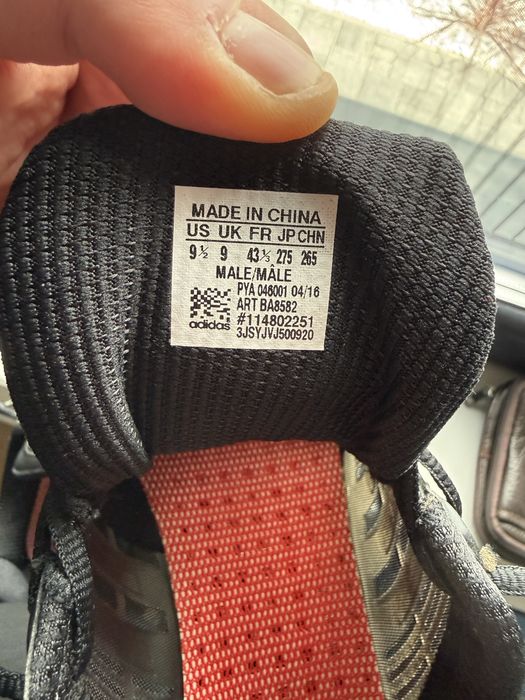 MADE IN CHINA
US UK FR JP CHN
9½ 9 43⅓ 275 265
MALE/MÂLE
PYA 046001 04/16
ART BA8582
#114802251
3JSYJVJ500920
adidas